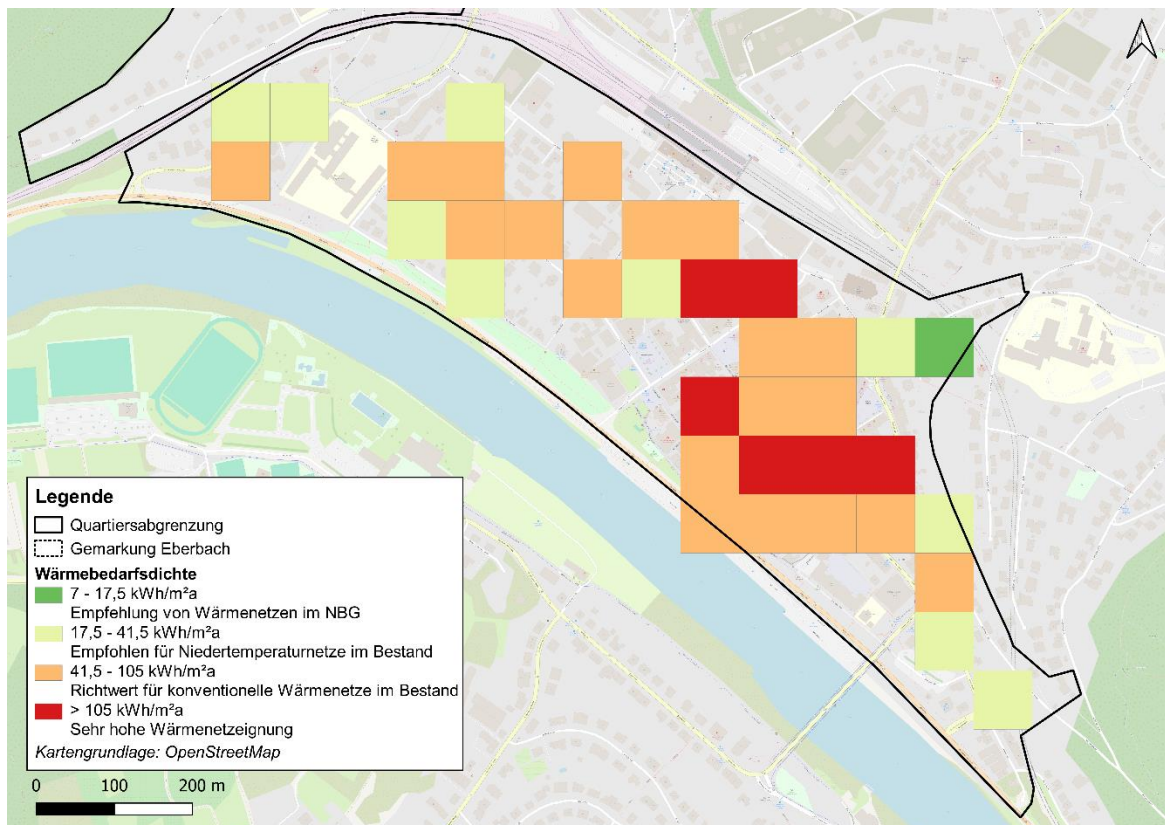 Legende
Quartiersabgrenzung
Gemarkung Eberbach
Wärmebedarfsdichte
7 - 17,5 kWh/m²a
Empfehlung von Wärmenetzen im NBG
17,5 - 41,5 kWh/m²a
Empfohlen für Niedertemperaturnetze im Bestand
41,5 - 105 kWh/m²a
Richtwert für konventionelle Wärmenetze im Bestand
> 105 kWh/m²a
Sehr hohe Wärmenetzeignung
Kartengrundlage: OpenStreetMap
0 100 200 m